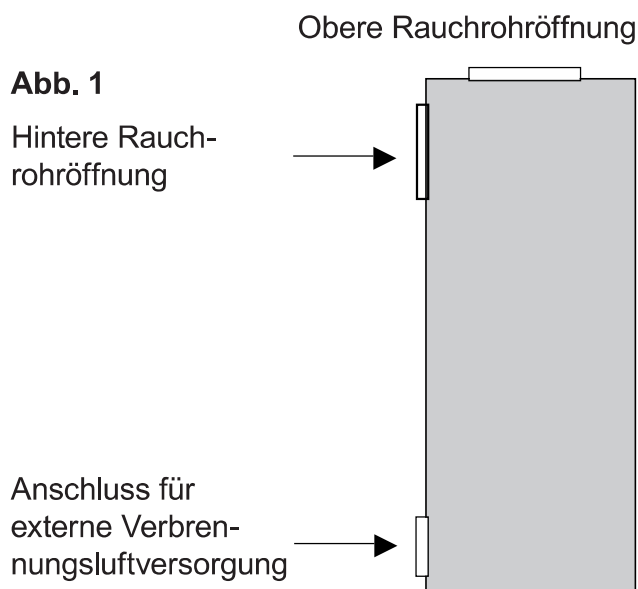 Obere Rauchrohröffnung
Abb. 1
Hintere Rauch-
rohröffnung
Anschluss für
externe Verbren-
nungsluftversorgung